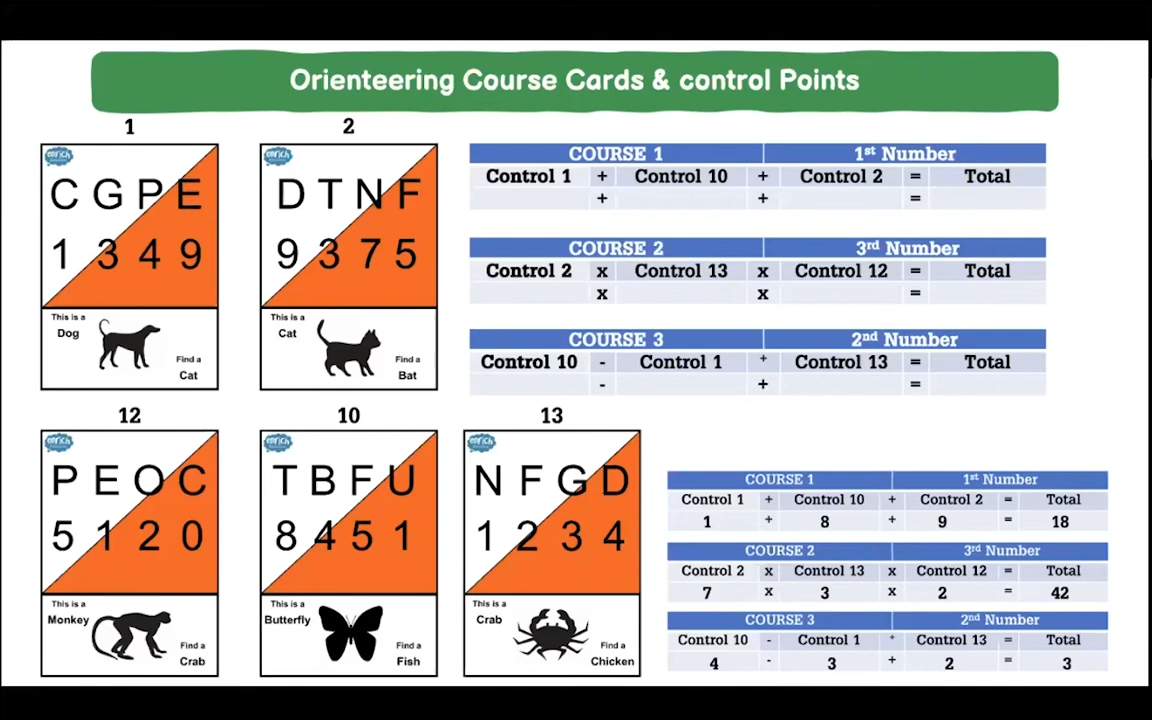 Orienteering Course Cards & control Points
1
enrich
C G P E
1 3 4 9
This is a
Dog
Find a
Cat
2
enrich
D T N F
9 3 7 5
This is a
Cat
Find a
Bat
COURSE 1 1st Number
Control 1 + Control 10 + Control 2 = Total
+ + =
COURSE 2 3rd Number
Control 2 x Control 13 x Control 12 = Total
x x =
COURSE 3 2nd Number
Control 10 - Control 1 + Control 13 = Total
- + =
12
enrich
P E O C
5 1 2 0
This is a
Monkey
Find a
Crab
10
enrich
T B F U
8 4 5 1
This is a
Butterfly
Find a
Fish
13
enrich
N F G D
1 2 3 4
This is a
Crab
Find a
Chicken
COURSE 1 1st Number
Control 1 + Control 10 + Control 2 = Total
1 + 8 + 9 = 18
COURSE 2 3rd Number
Control 2 x Control 13 x Control 12 = Total
7 x 3 x 2 = 42
COURSE 3 2nd Number
Control 10 - Control 1 + Control 13 = Total
4 - 3 + 2 = 3